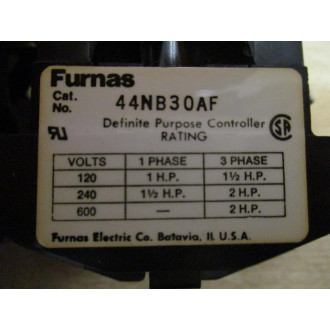 Furnas
Cat. No. 44NB30AF
Definite Purpose Controller
RATING
VOLTS 1 PHASE 3 PHASE
120 1 H.P. 1½ H.P.
240 1½ H.P. 2 H.P.
600 — 2 H.P.
Furnas Electric Co. Batavia, Il. U.S.A.